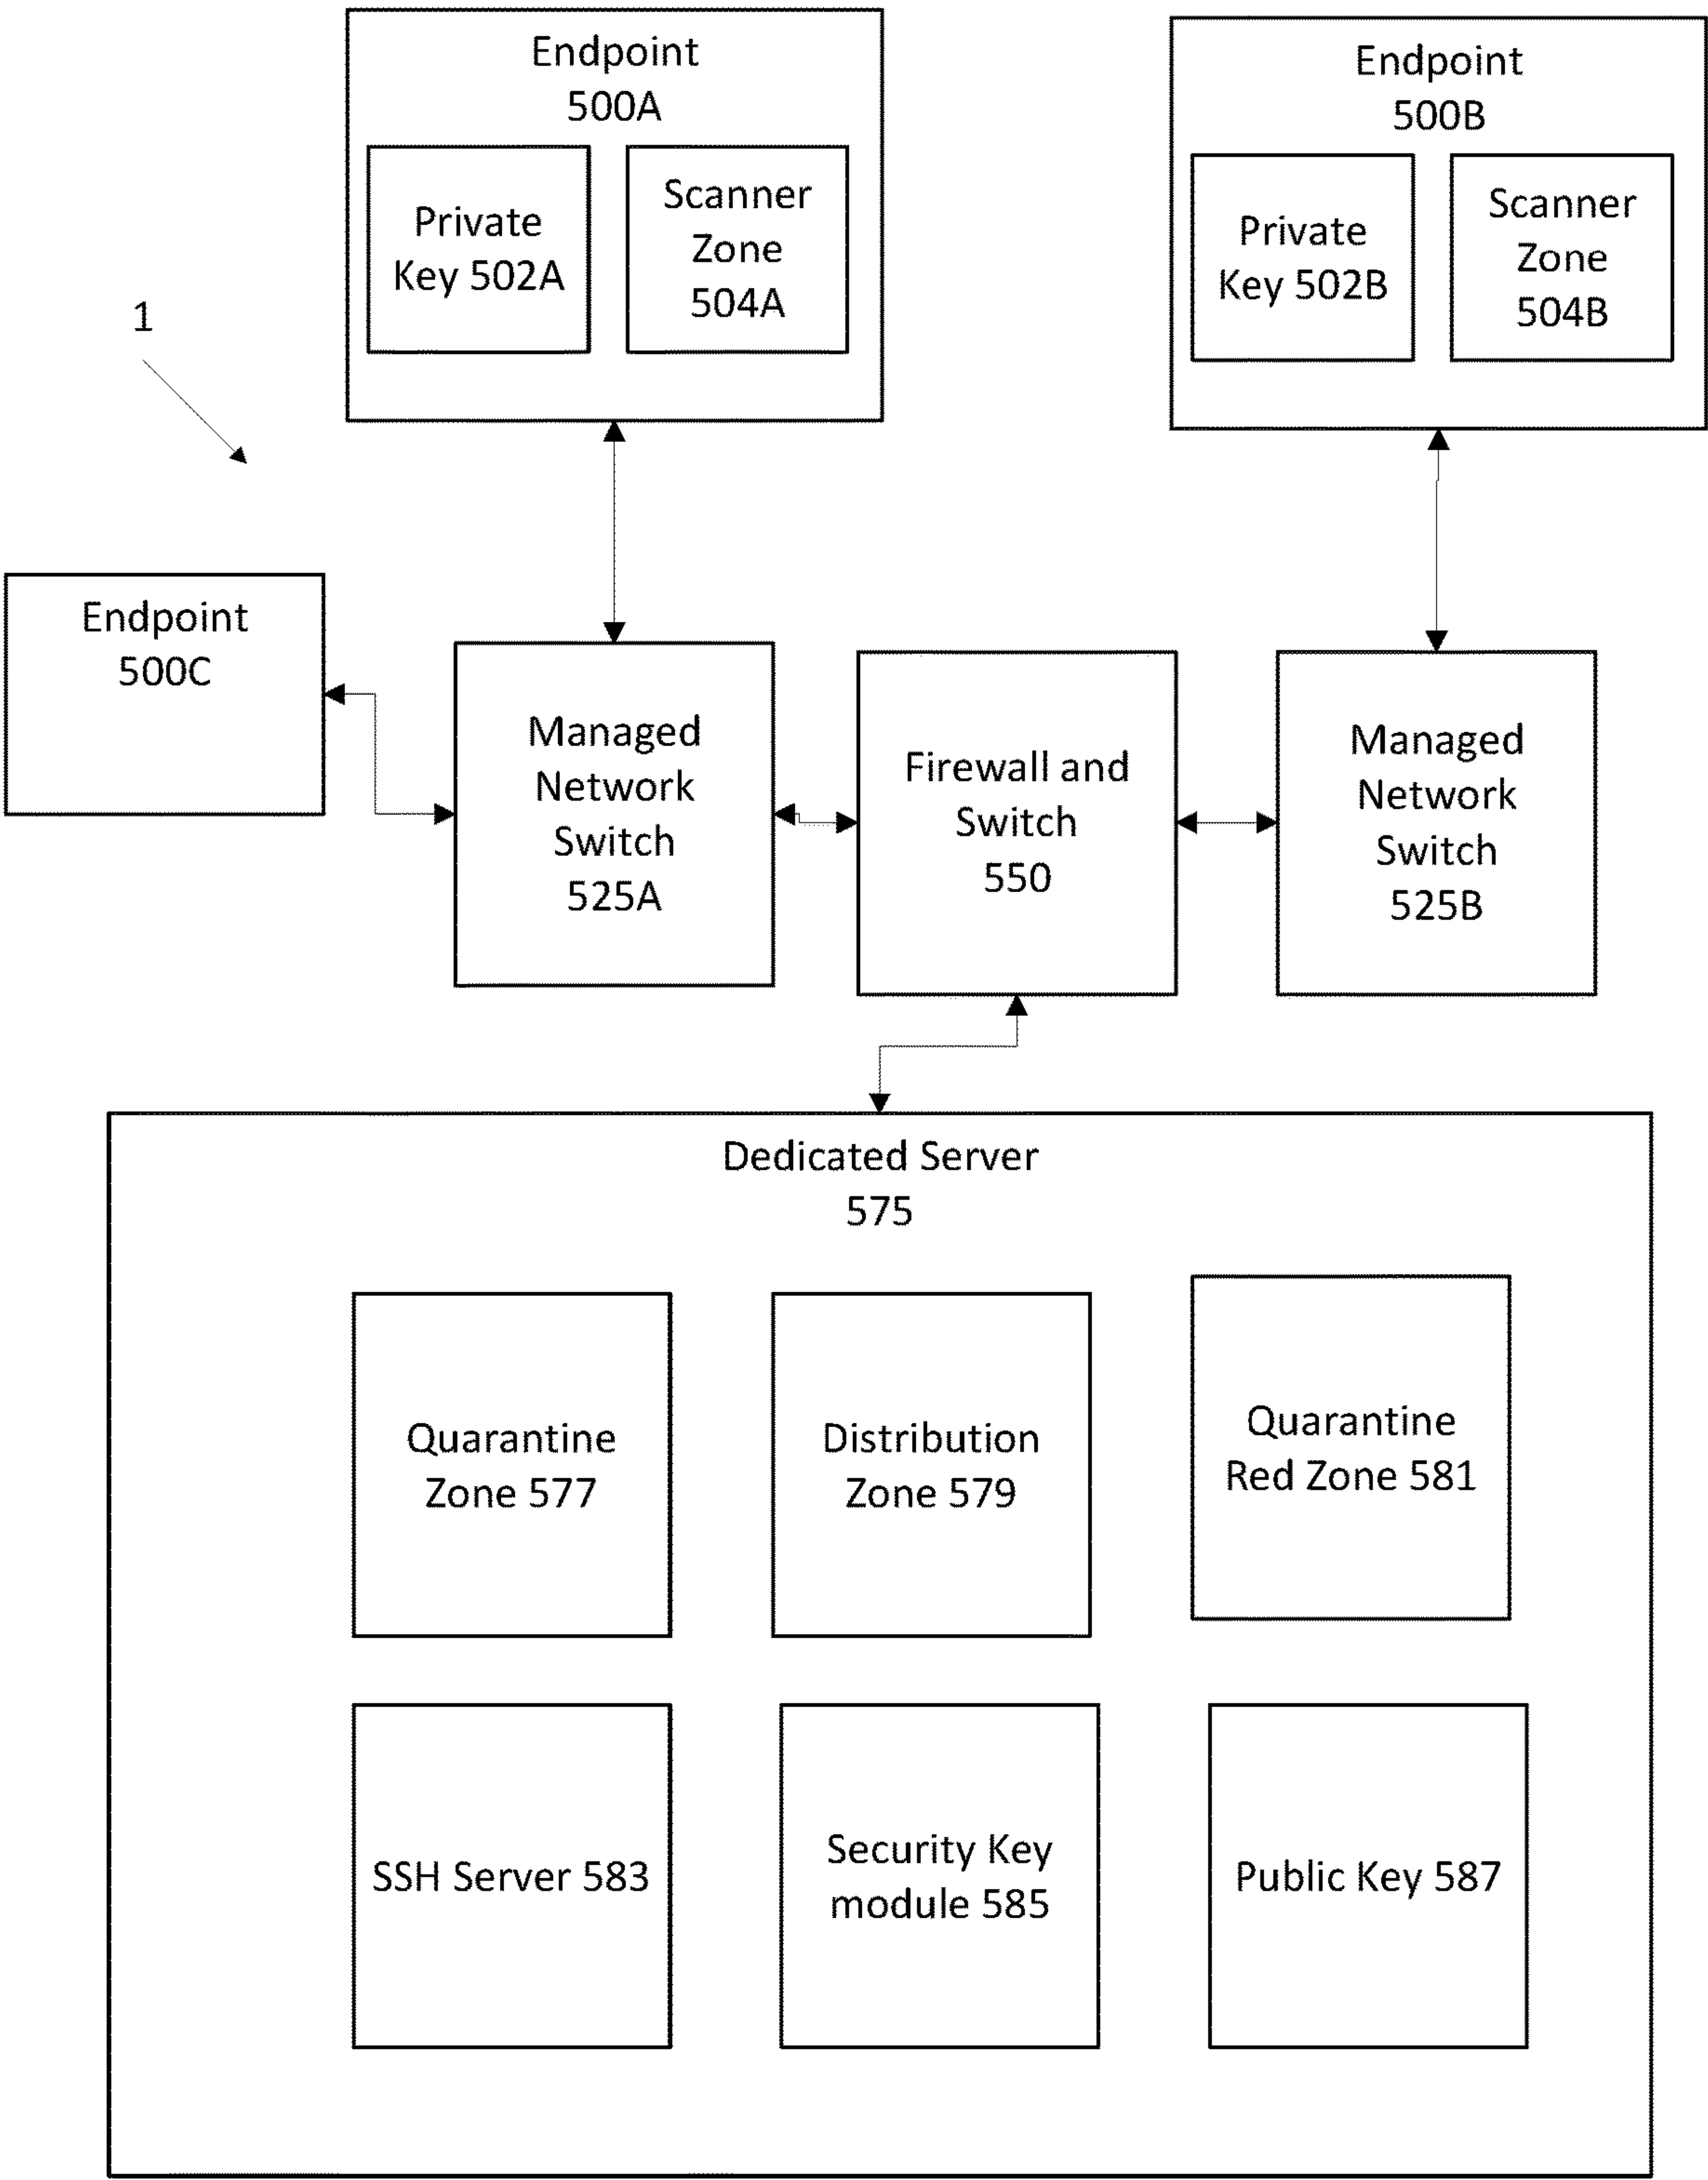 Endpoint
500A
Private
Key 502A
Scanner
Zone
504A
Endpoint
500B
Private
Key 502B
Scanner
Zone
504B
1
Endpoint
500C
Managed
Network
Switch
525A
Firewall and
Switch
550
Managed
Network
Switch
525B
Dedicated Server
575
Quarantine
Zone 577
Distribution
Zone 579
Quarantine
Red Zone 581
SSH Server 583
Security Key
module 585
Public Key 587